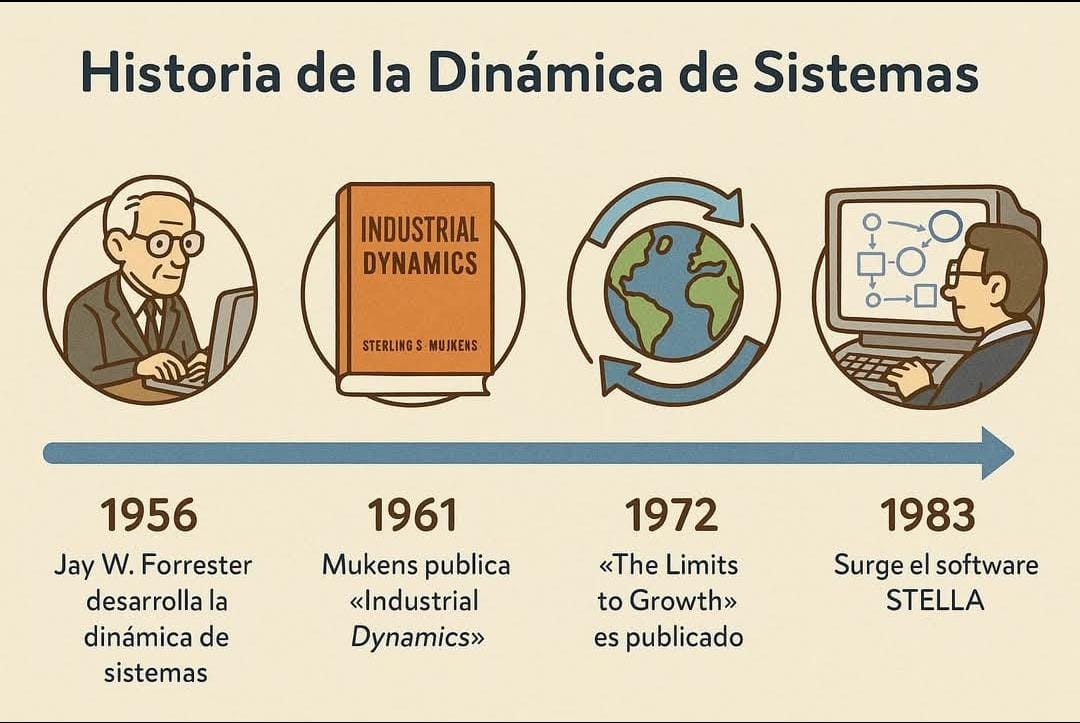 Historia de la Dinámica de Sistemas
INDUSTRIAL
DYNAMICS
STERLING S MUJKENS
1956
Jay W. Forrester
desarrolla la
dinámica de
sistemas
1961
Mukens publica
«Industrial
Dynamics»
1972
«The Limits
to Growth»
es publicado
1983
Surge el software
STELLA